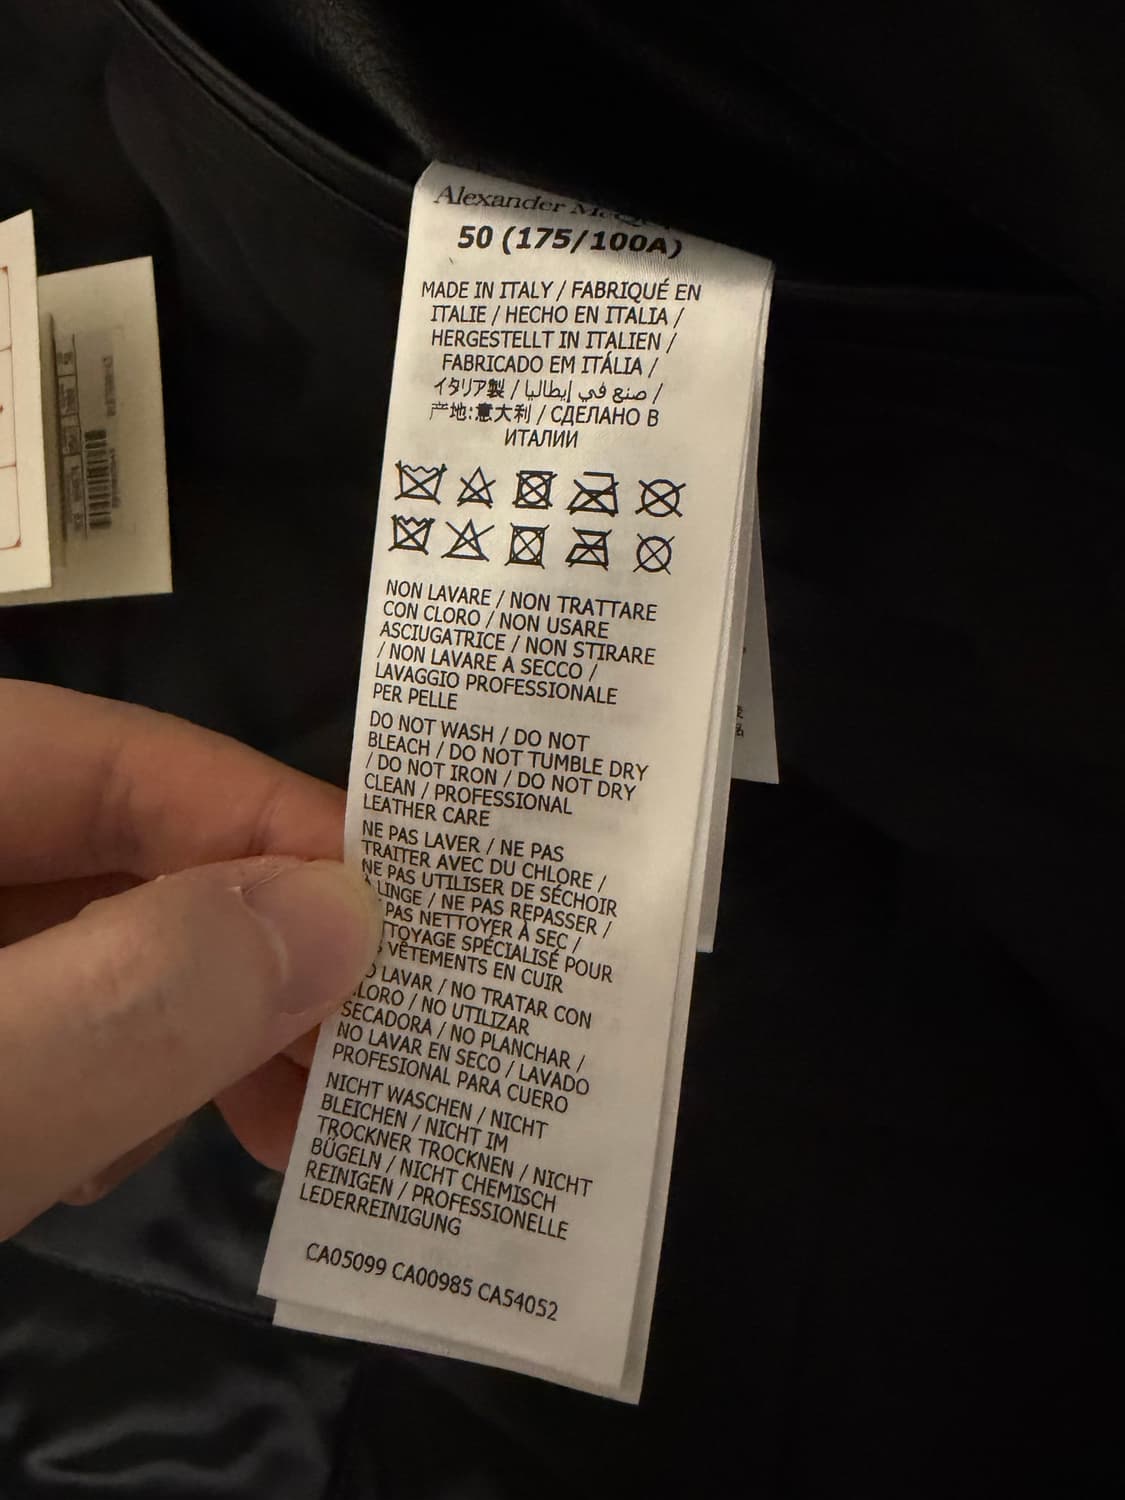 Alexander
50 (175/100A)
MADE IN ITALY / FABRIQUÉ EN
ITALIE / HECHO EN ITALIA /
HERGESTELLT IN ITALIEN /
FABRICADO EM ITÁLIA /
イタリア製 / صنع في إيطاليا /
产地:意大利 / СДЕЛАНО В
ИТАЛИИ
NON LAVARE / NON TRATTARE
CON CLORO / NON USARE
ASCIUGATRICE / NON STIRARE
/ NON LAVARE A SECCO /
LAVAGGIO PROFESSIONALE
PER PELLE
DO NOT WASH / DO NOT
BLEACH / DO NOT TUMBLE DRY
/ DO NOT IRON / DO NOT DRY
CLEAN / PROFESSIONAL
LEATHER CARE
NE PAS LAVER / NE PAS
TRAITER AVEC DU CHLORE /
NE PAS UTILISER DE SÉCHOIR
LINGE / NE PAS REPASSER /
PAS NETTOYER À SEC /
TOYAGE SPÉCIALISÉ POUR
VÊTEMENTS EN CUIR
LAVAR / NO TRATAR CON
LORO / NO UTILIZAR
SECADORA / NO PLANCHAR /
NO LAVAR EN SECO / LAVADO
PROFESIONAL PARA CUERO
NICHT WASCHEN / NICHT
BLEICHEN / NICHT IM
TROCKNER TROCKNEN / NICHT
BÜGELN / NICHT CHEMISCH
REINIGEN / PROFESSIONELLE
LEDERREINIGUNG
CA05099 CA00985 CA54052